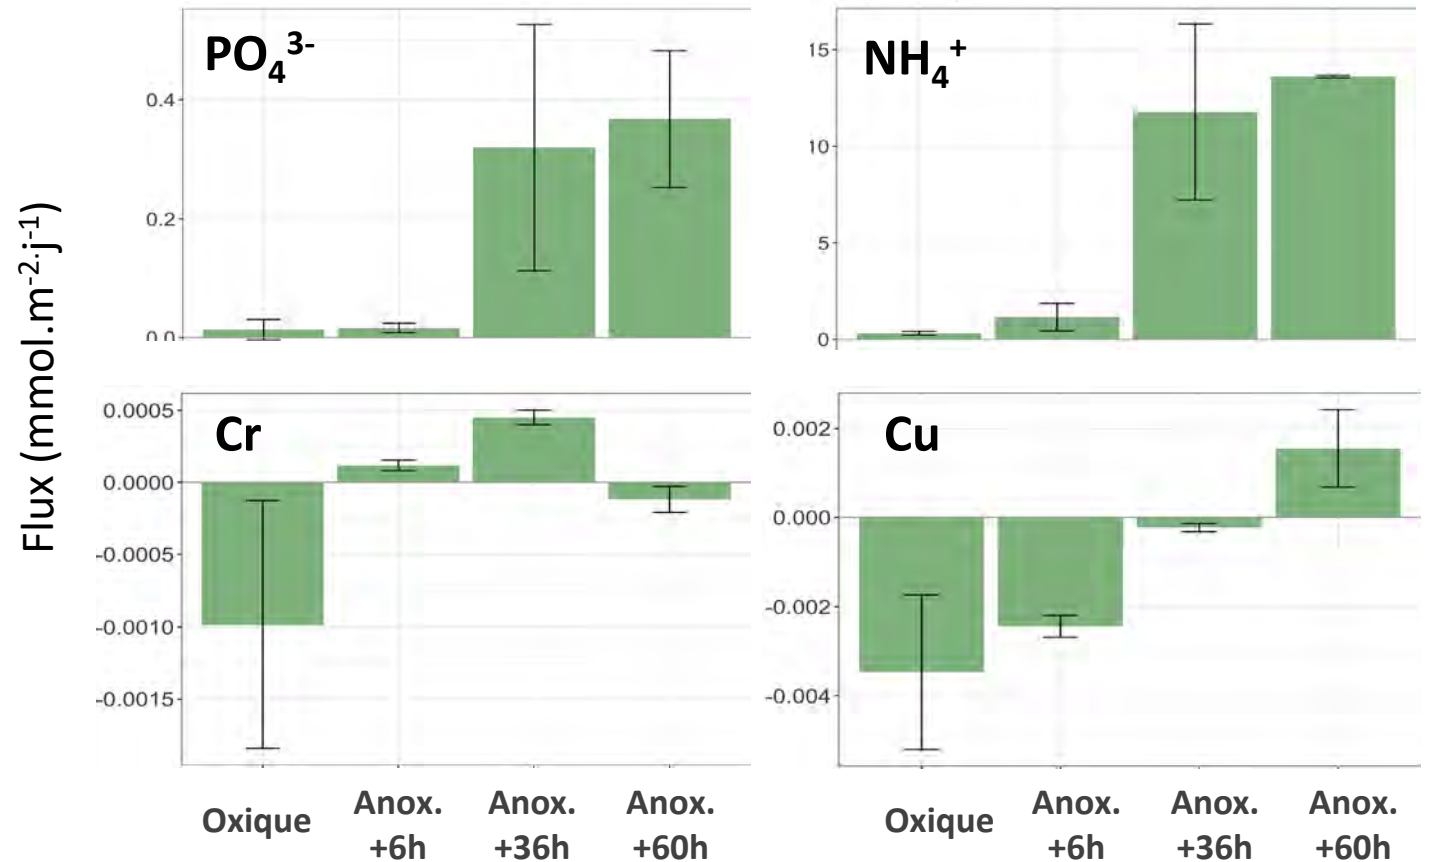 Flux (mmol.m-2.j-1)
PO43-
0.4
0.2
0.0
NH4+
15
10
5
0
Cr
0.0005
0.0000
-0.0005
-0.0010
-0.0015
Cu
0.002
0.000
-0.002
-0.004
Oxique
Anox.
+6h
Anox.
+36h
Anox.
+60h
Oxique
Anox.
+6h
Anox.
+36h
Anox.
+60h